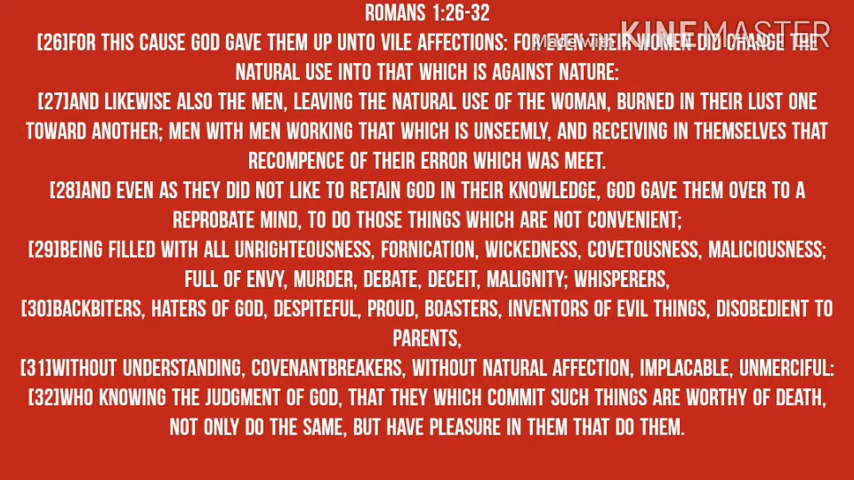 ROMANS 1:26-32
[26]FOR THIS CAUSE GOD GAVE THEM UP UNTO VILE AFFECTIONS: FOR EVEN THEIR WOMEN DID CHANGE THE
Made with KINEMASTER
NATURAL USE INTO THAT WHICH IS AGAINST NATURE:
[27]AND LIKEWISE ALSO THE MEN, LEAVING THE NATURAL USE OF THE WOMAN, BURNED IN THEIR LUST ONE
TOWARD ANOTHER; MEN WITH MEN WORKING THAT WHICH IS UNSEEMLY, AND RECEIVING IN THEMSELVES THAT
RECOMPENCE OF THEIR ERROR WHICH WAS MEET.
[28]AND EVEN AS THEY DID NOT LIKE TO RETAIN GOD IN THEIR KNOWLEDGE, GOD GAVE THEM OVER TO A
REPROBATE MIND, TO DO THOSE THINGS WHICH ARE NOT CONVENIENT;
[29]BEING FILLED WITH ALL UNRIGHTEOUSNESS, FORNICATION, WICKEDNESS, COVETOUSNESS, MALICIOUSNESS;
FULL OF ENVY, MURDER, DEBATE, DECEIT, MALIGNITY; WHISPERERS,
[30]BACKBITERS, HATERS OF GOD, DESPITEFUL, PROUD, BOASTERS, INVENTORS OF EVIL THINGS, DISOBEDIENT TO
PARENTS,
[31]WITHOUT UNDERSTANDING, COVENANTBREAKERS, WITHOUT NATURAL AFFECTION, IMPLACABLE, UNMERCIFUL:
[32]WHO KNOWING THE JUDGMENT OF GOD, THAT THEY WHICH COMMIT SUCH THINGS ARE WORTHY OF DEATH,
NOT ONLY DO THE SAME, BUT HAVE PLEASURE IN THEM THAT DO THEM.